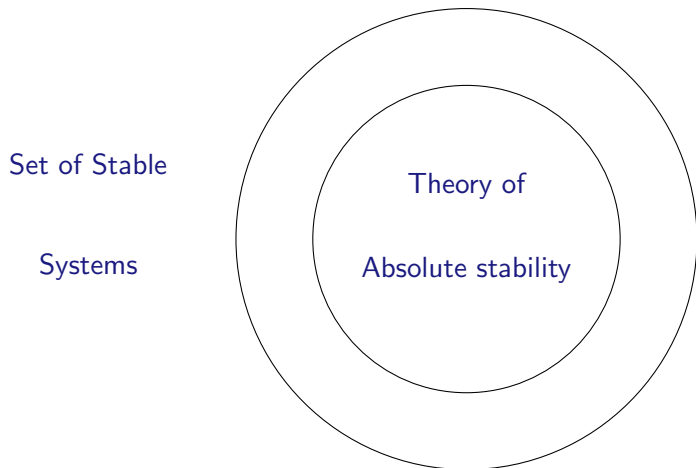 Set of Stable
Systems
Theory of
Absolute stability